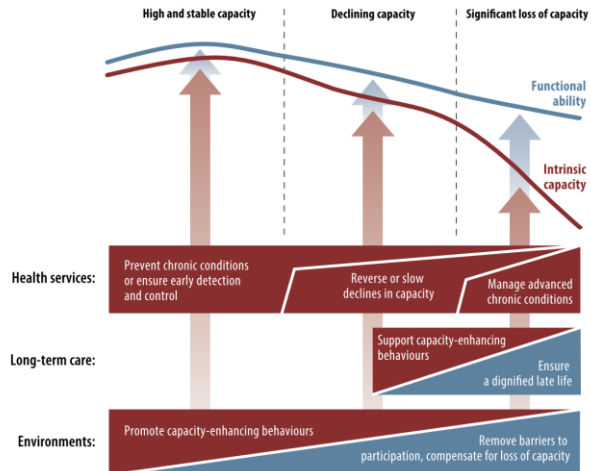 High and stable capacity
Declining capacity
Significant loss of capacity
Functional
ability
Intrinsic
capacity
Health services:
Prevent chronic conditions
or ensure early detection
and control
Reverse or slow
declines in capacity
Manage advanced
chronic conditions
Long-term care:
Support capacity-enhancing
behaviours
Ensure
a dignified late life
Environments:
Promote capacity-enhancing behaviours
Remove barriers to
participation, compensate for loss of capacity